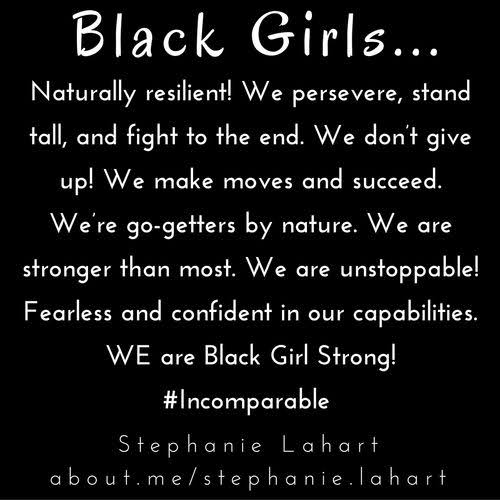 Black Girls...
Naturally resilient! We persevere, stand
tall, and fight to the end. We don't give
up! We make moves and succeed.
We're go-getters by nature. We are
stronger than most. We are unstoppable!
Fearless and confident in our capabilities.
WE are Black Girl Strong!
#Incomparable
Stephanie Lahart
about.me/stephanie.lahart